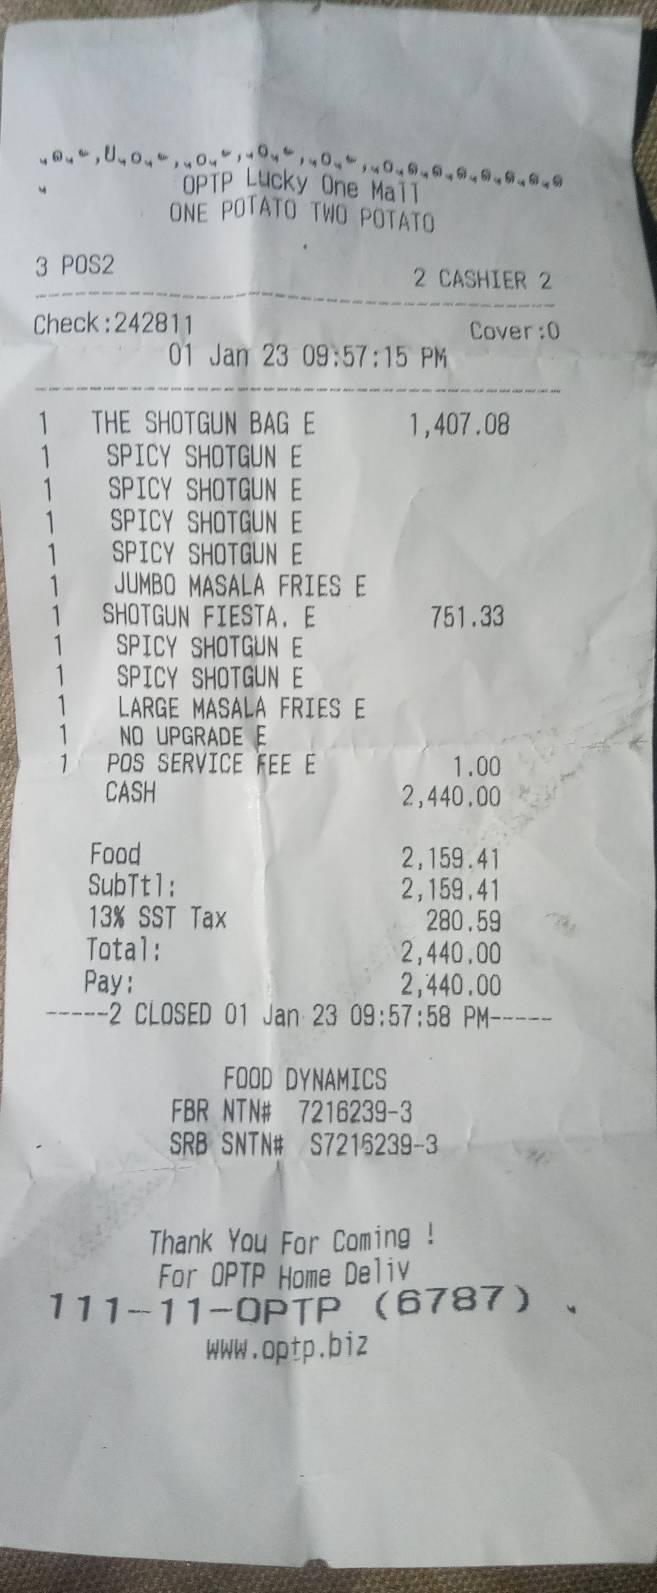 OPTP Lucky One Mall
ONE POTATO TWO POTATO
3 POS2 2 CASHIER 2
Check:242811 Cover:0
01 Jan 23 09:57:15 PM
1 THE SHOTGUN BAG E 1,407.08
1 SPICY SHOTGUN E
1 SPICY SHOTGUN E
1 SPICY SHOTGUN E
1 SPICY SHOTGUN E
1 JUMBO MASALA FRIES E
1 SHOTGUN FIESTA. E 751.33
1 SPICY SHOTGUN E
1 SPICY SHOTGUN E
1 LARGE MASALA FRIES E
1 NO UPGRADE E
1 POS SERVICE FEE E 1.00
CASH 2,440.00
Food 2,159.41
SubTtl: 2,159.41
13% SST Tax 280.59
Total: 2,440.00
Pay: 2,440.00
-----2 CLOSED 01 Jan 23 09:57:58 PM-----
FOOD DYNAMICS
FBR NTN# 7216239-3
SRB SNTN# S7216239-3
Thank You For Coming !
For OPTP Home Deliv
111-11-OPTP (6787)
www.optp.biz